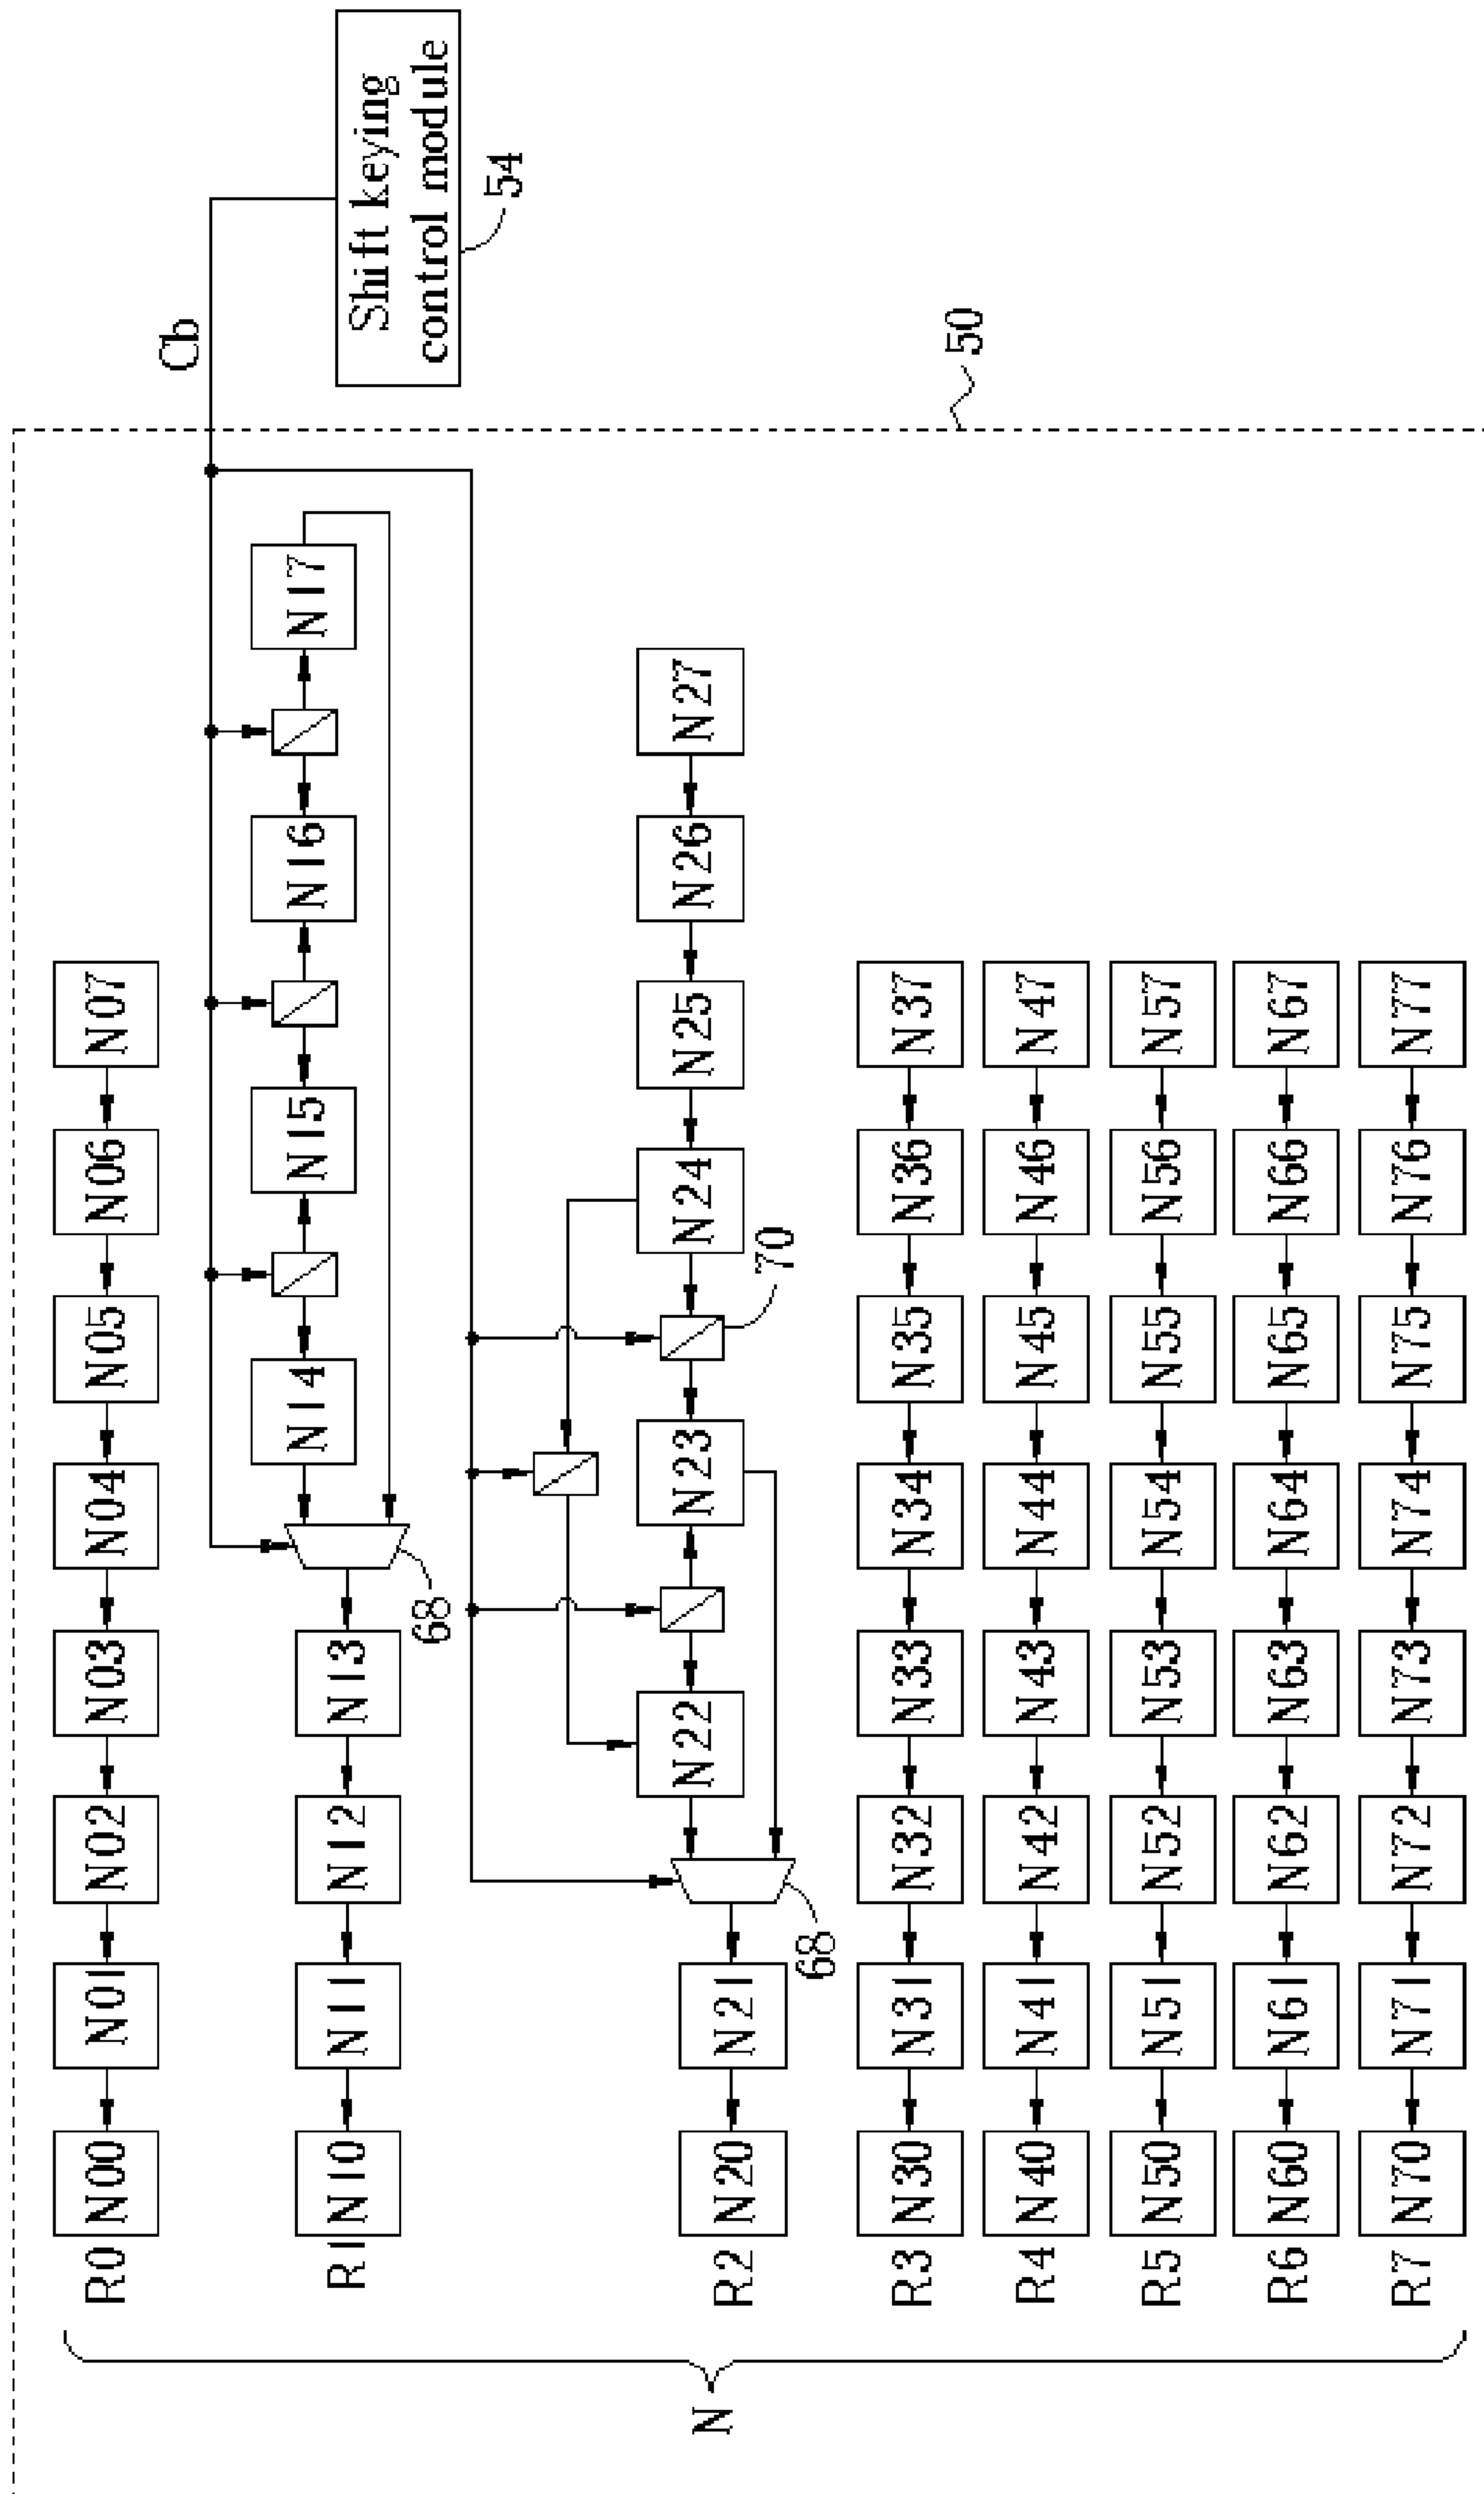 Shift keying
control module
54
Cb
50
R0 N00 N01 N02 N03 N04 N05 N06 N07
R1 N10 N11 N12 N13 N14 N15 N16 N17
68
R2 N20 N21 N22 N23 N24 N25 N26 N27
68
70
R3 N30 N31 N32 N33 N34 N35 N36 N37
R4 N40 N41 N42 N43 N44 N45 N46 N47
R5 N50 N51 N52 N53 N54 N55 N56 N57
R6 N60 N61 N62 N63 N64 N65 N66 N67
R7 N70 N71 N72 N73 N74 N75 N76 N77
N